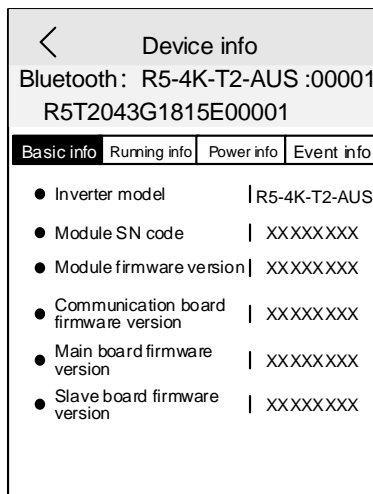 Device info
Bluetooth: R5-4K-T2-AUS :00001
R5T2043G1815E00001
Basic info Running info Power info Event info
Inverter model R5-4K-T2-AUS
Module SN code XXXXXXXX
Module firmware version XXXXXXXX
Communication board
firmware version XXXXXXXX
Main board firmware
version XXXXXXXX
Slave board firmware
version XXXXXXXX